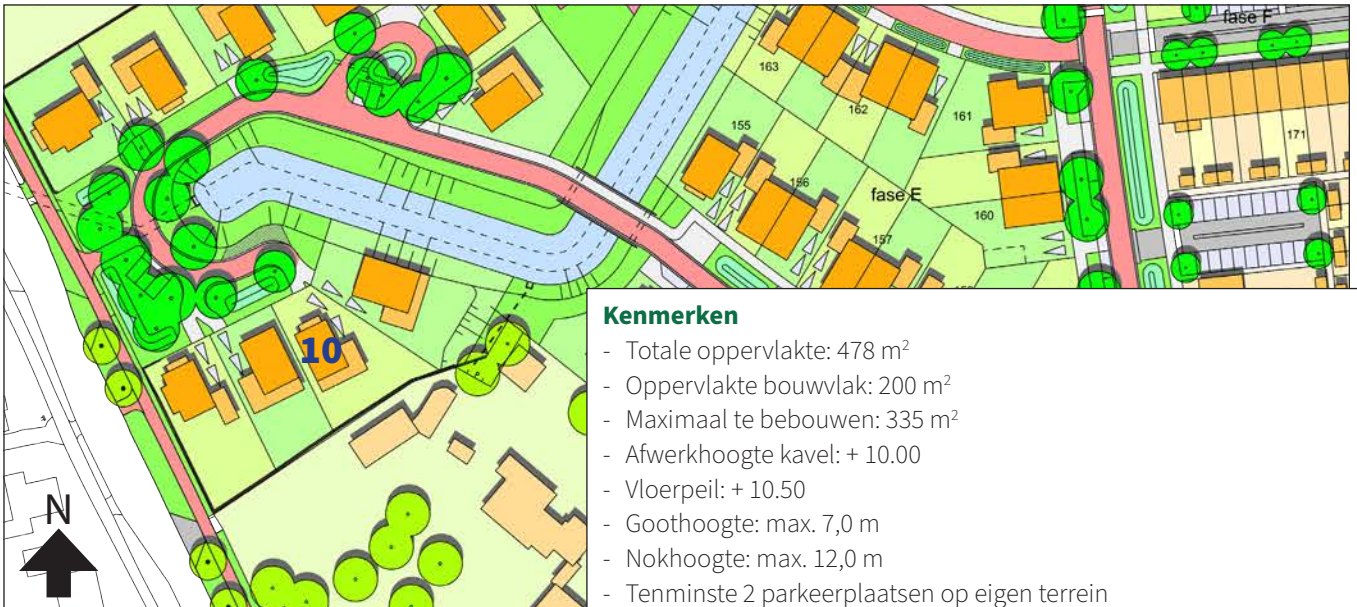 fase F
163
162
161
155
171
156
fase E
160
157
10
N
Kenmerken
- Totale oppervlakte: 478 m²
- Oppervlakte bouwvlak: 200 m²
- Maximaal te bebouwen: 335 m²
- Afwerkhoogte kavel: + 10.00
- Vloerpeil: + 10.50
- Goothoogte: max. 7,0 m
- Nokhoogte: max. 12,0 m
- Tenminste 2 parkeerplaatsen op eigen terrein